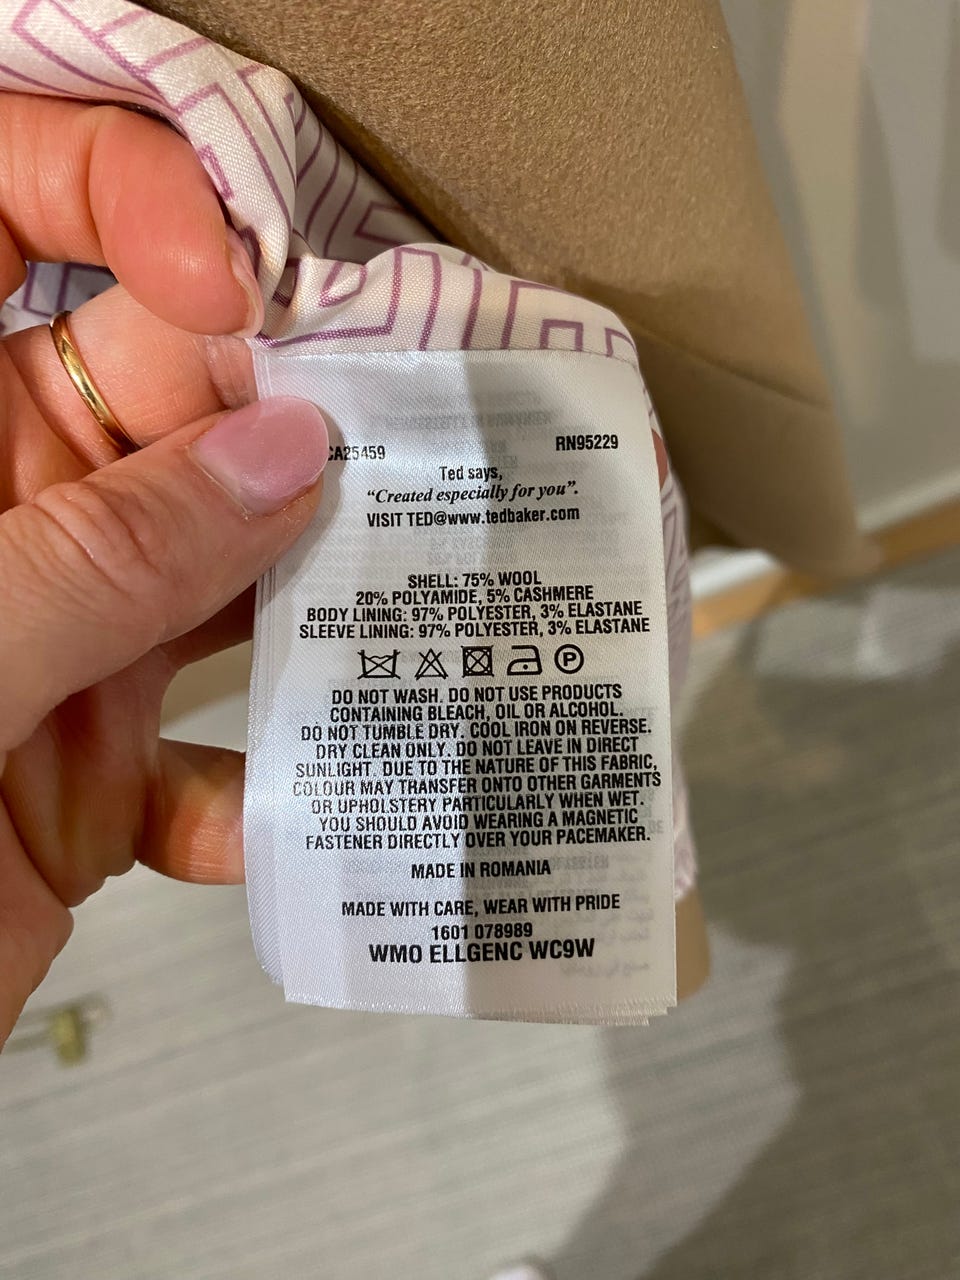 CA25459 RN95229
Ted says,
“Created especially for you”.
VISIT TED@www.tedbaker.com
SHELL: 75% WOOL
20% POLYAMIDE, 5% CASHMERE
BODY LINING: 97% POLYESTER, 3% ELASTANE
SLEEVE LINING: 97% POLYESTER, 3% ELASTANE
P
DO NOT WASH. DO NOT USE PRODUCTS
CONTAINING BLEACH, OIL OR ALCOHOL.
DO NOT TUMBLE DRY. COOL IRON ON REVERSE.
DRY CLEAN ONLY. DO NOT LEAVE IN DIRECT
SUNLIGHT. DUE TO THE NATURE OF THIS FABRIC,
COLOUR MAY TRANSFER ONTO OTHER GARMENTS
OR UPHOLSTERY PARTICULARLY WHEN WET.
YOU SHOULD AVOID WEARING A MAGNETIC
FASTENER DIRECTLY OVER YOUR PACEMAKER.
MADE IN ROMANIA
MADE WITH CARE, WEAR WITH PRIDE
1601 078989
WMO ELLGENC WC9W